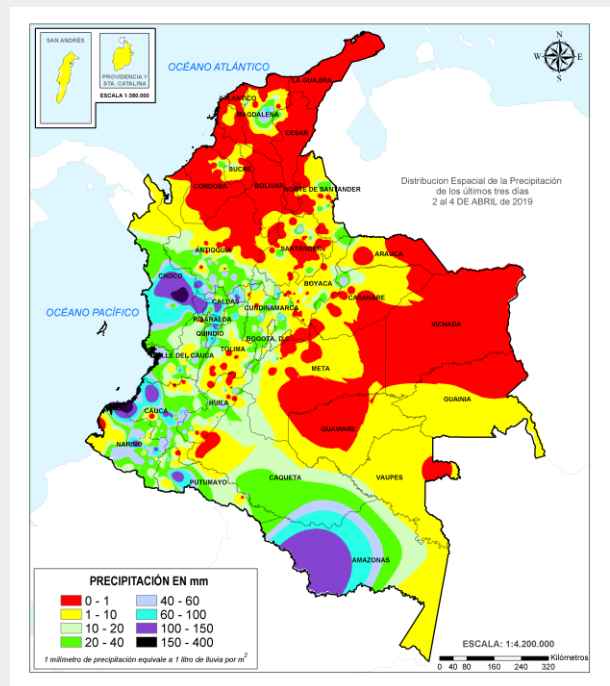 SAN ANDRÉS
PROVIDENCIA Y
STA. CATALINA
ESCALA 1:390.000
OCÉANO ATLÁNTICO
N
W
E
S
LA GUAJIRA
ATLANTICO
MAGDALENA
CESAR
SUCRE
CORDOBA
BOLIVAR
NORTE DE SANTANDER
Distribucion Espacial de la Precipitación
de los últimos tres días
2 al 4 DE ABRIL de 2019
ANTIOQUIA
SANTANDER
ARAUCA
CHOCO
BOYACA
CALDAS
CASANARE
CUNDINAMARCA
OCÉANO PACÍFICO
RISARALDA
VICHADA
QUINDIO
BOGOTA, D.C.
TOLIMA
VALLE DEL CAUCA
META
GUAINIA
HUILA
CAUCA
GUAVIARE
NARIÑO
CAQUETA
VAUPES
PUTUMAYO
AMAZONAS
PRECIPITACIÓN EN mm
0 - 1 40 - 60
1 - 10 60 - 100
10 - 20 100 - 150
20 - 40 150 - 400
1 milímetro de precipitación equivale a 1 litro de lluvia por m²
ESCALA: 1:4.200.000
Kilómetros
0 40 80 160 240 320